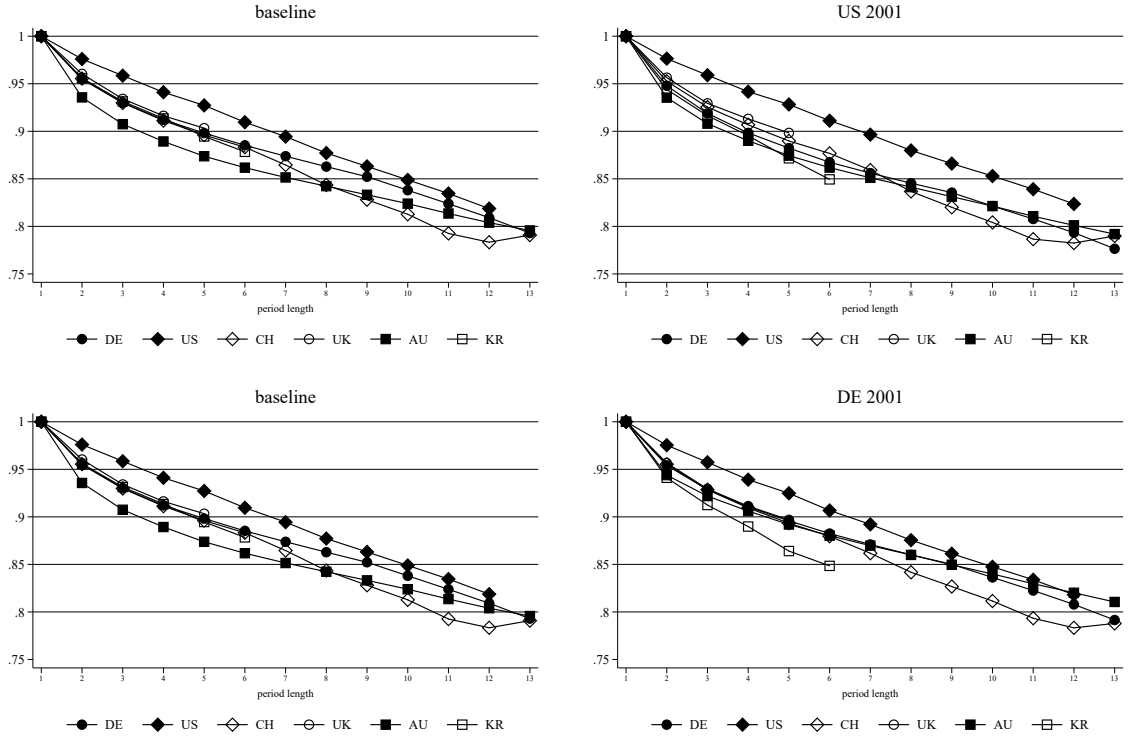 baseline
1
.95
.9
.85
.8
.75
1 2 3 4 5 6 7 8 9 10 11 12 13
period length
DE US CH UK AU KR
US 2001
1
.95
.9
.85
.8
.75
1 2 3 4 5 6 7 8 9 10 11 12 13
period length
DE US CH UK AU KR
baseline
1
.95
.9
.85
.8
.75
1 2 3 4 5 6 7 8 9 10 11 12 13
period length
DE US CH UK AU KR
DE 2001
1
.95
.9
.85
.8
.75
1 2 3 4 5 6 7 8 9 10 11 12 13
period length
DE US CH UK AU KR